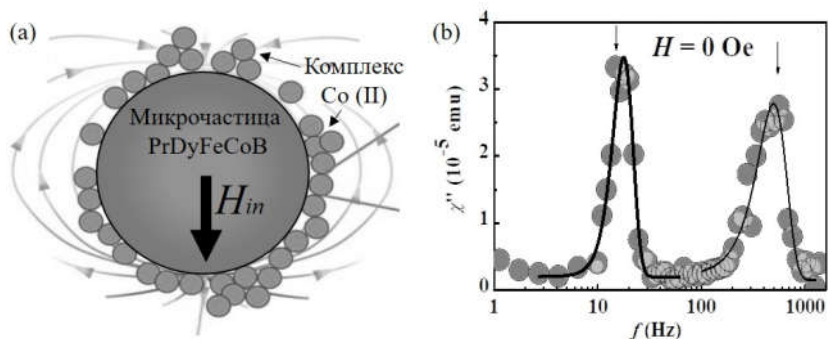 (a)
Комплекс
Co (II)
Микрочастица
PrDyFeCoB
H_in
(b)
H = 0 Oe
χ'' (10⁻⁵ emu)
4
3
2
1
0
1
10
100
1000
f (Hz)